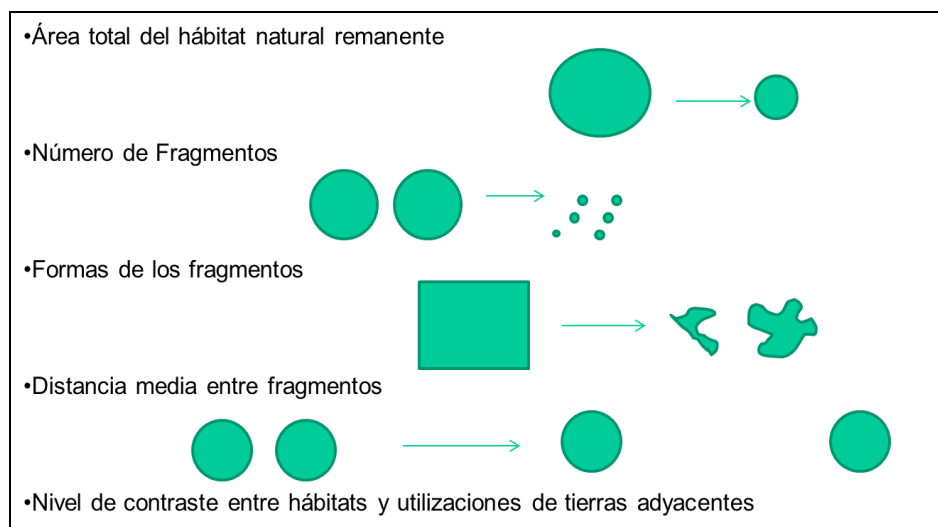 •Área total del hábitat natural remanente
•Número de Fragmentos
•Formas de los fragmentos
•Distancia media entre fragmentos
•Nivel de contraste entre hábitats y utilizaciones de tierras adyacentes